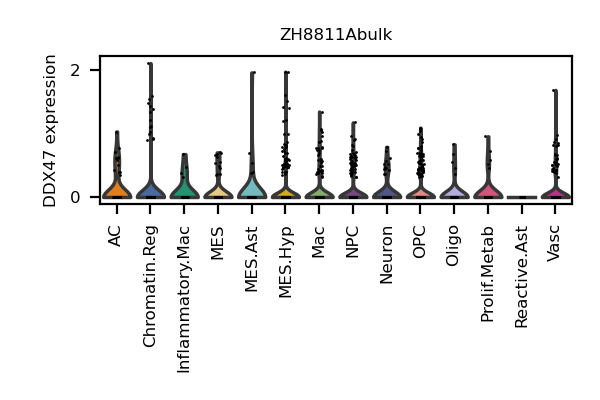 ZH8811Abulk
DDX47 expression
2
0
AC
Chromatin.Reg
Inflammatory.Mac
MES
MES.Ast
MES.Hyp
Mac
NPC
Neuron
OPC
Oligo
Prolif.Metab
Reactive.Ast
Vasc